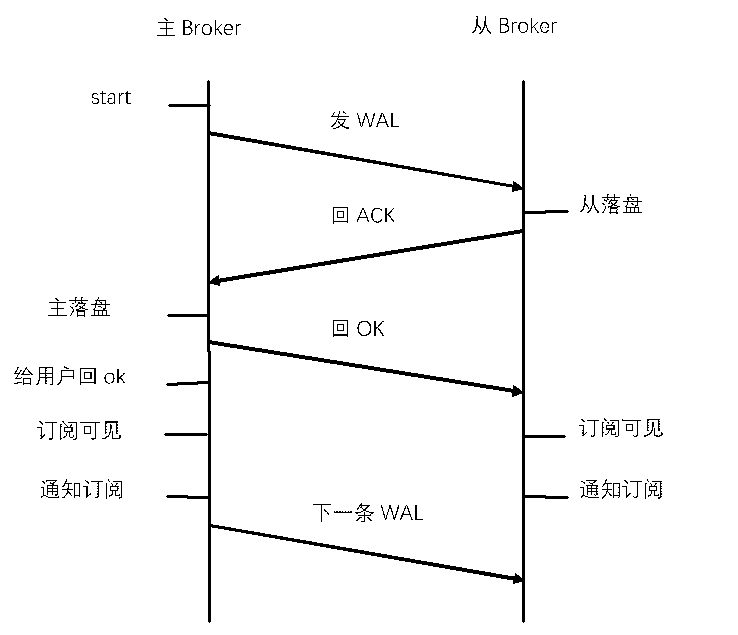 主 Broker
从 Broker
start
发 WAL
从落盘
回 ACK
主落盘
回 OK
给用户回 ok
订阅可见
订阅可见
通知订阅
通知订阅
下一条 WAL